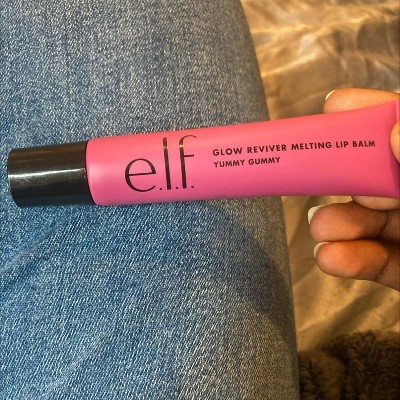 e.l.f.
GLOW REVIVER MELTING LIP BALM
YUMMY GUMMY